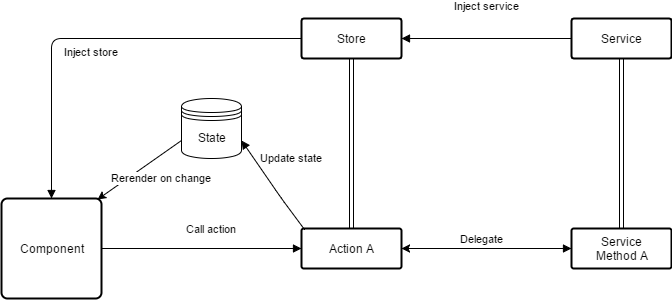 Inject service
Store
Service
Inject store
State
Update state
Rerender on change
Call action
Component
Action A
Delegate
Service
Method A